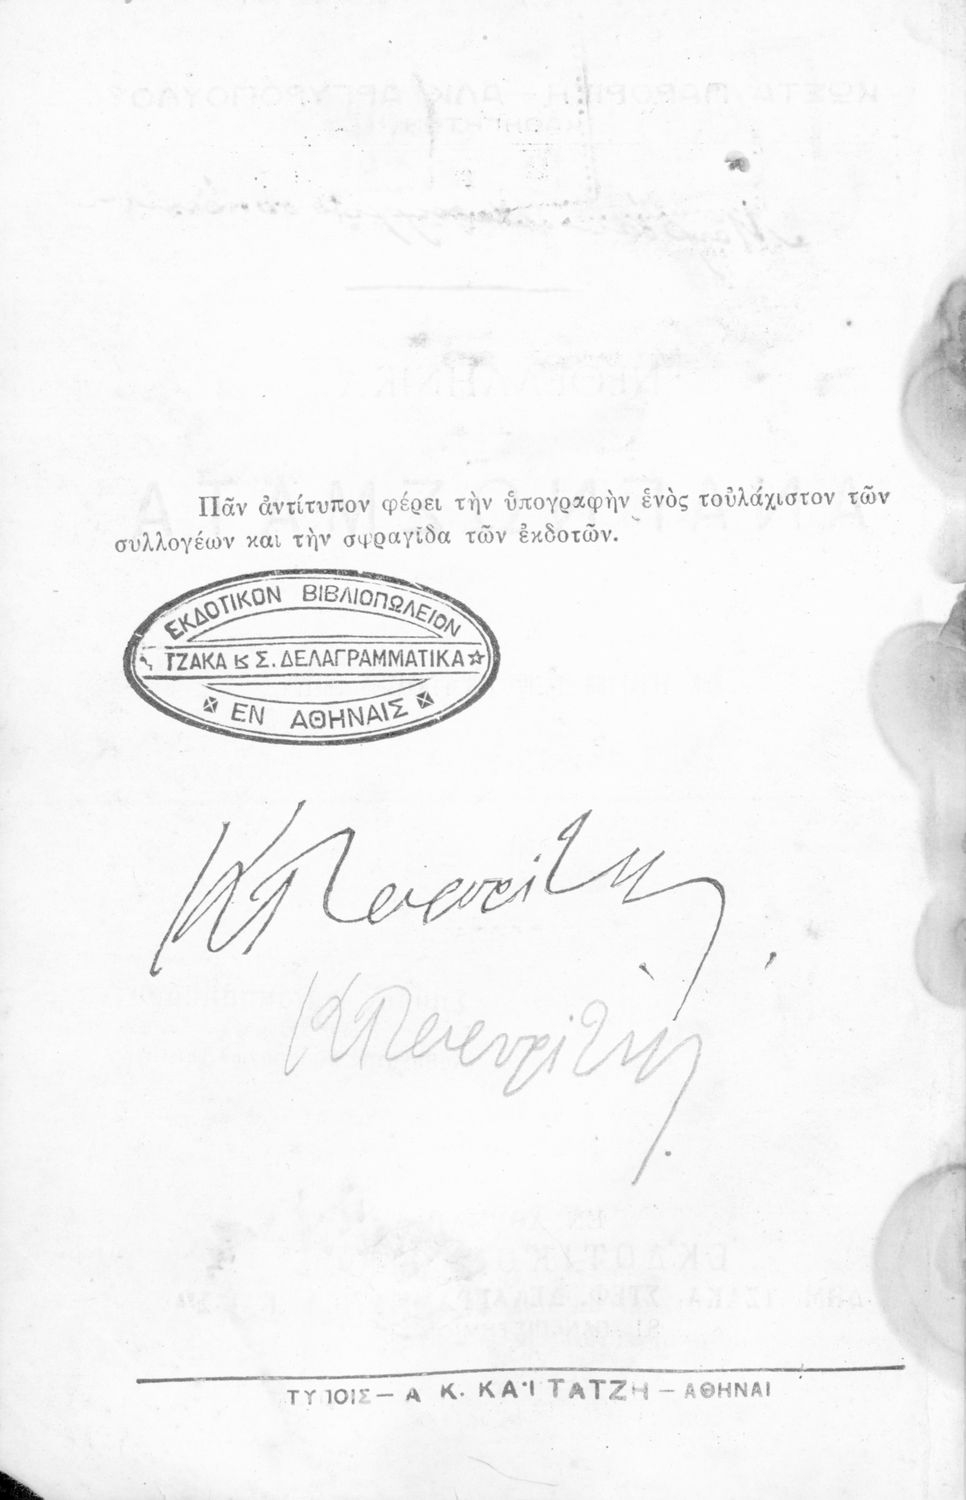 Πᾶν ἀντίτυπον φέρει τὴν ὑπογραφὴν ἑνὸς τοὐλάχιστον τῶν
συλλογέων και τὴν σφραγῖδα τῶν ἐκδοτῶν.
ΕΚΔΟΤΙΚΟΝ ΒΙΒΛΙΟΠΩΛΕΙΟΝ
ΤΖΑΚΑ Κ Σ. ΔΕΛΑΓΡΑΜΜΑΤΙΚΑ
ΕΝ ΑΘΗΝΑΙΣ
ΤΥΠΟΙΣ — Α Κ. ΚΑΪΤΑΤΖΗ — ΑΘΗΝΑΙ